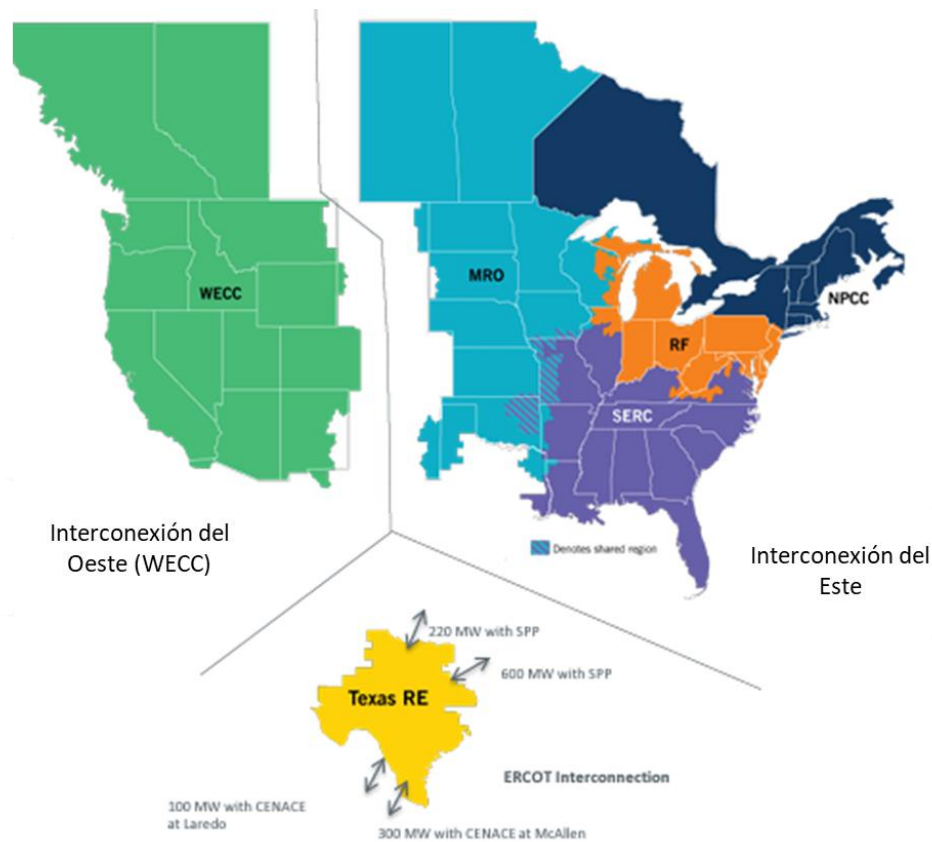 WECC
MRO
NPCC
RF
SERC
Interconexión del
Oeste (WECC)
Denotes shared region
Interconexión del
Este
220 MW with SPP
600 MW with SPP
Texas RE
ERCOT Interconnection
100 MW with CENACE
at Laredo
300 MW with CENACE at McAllen